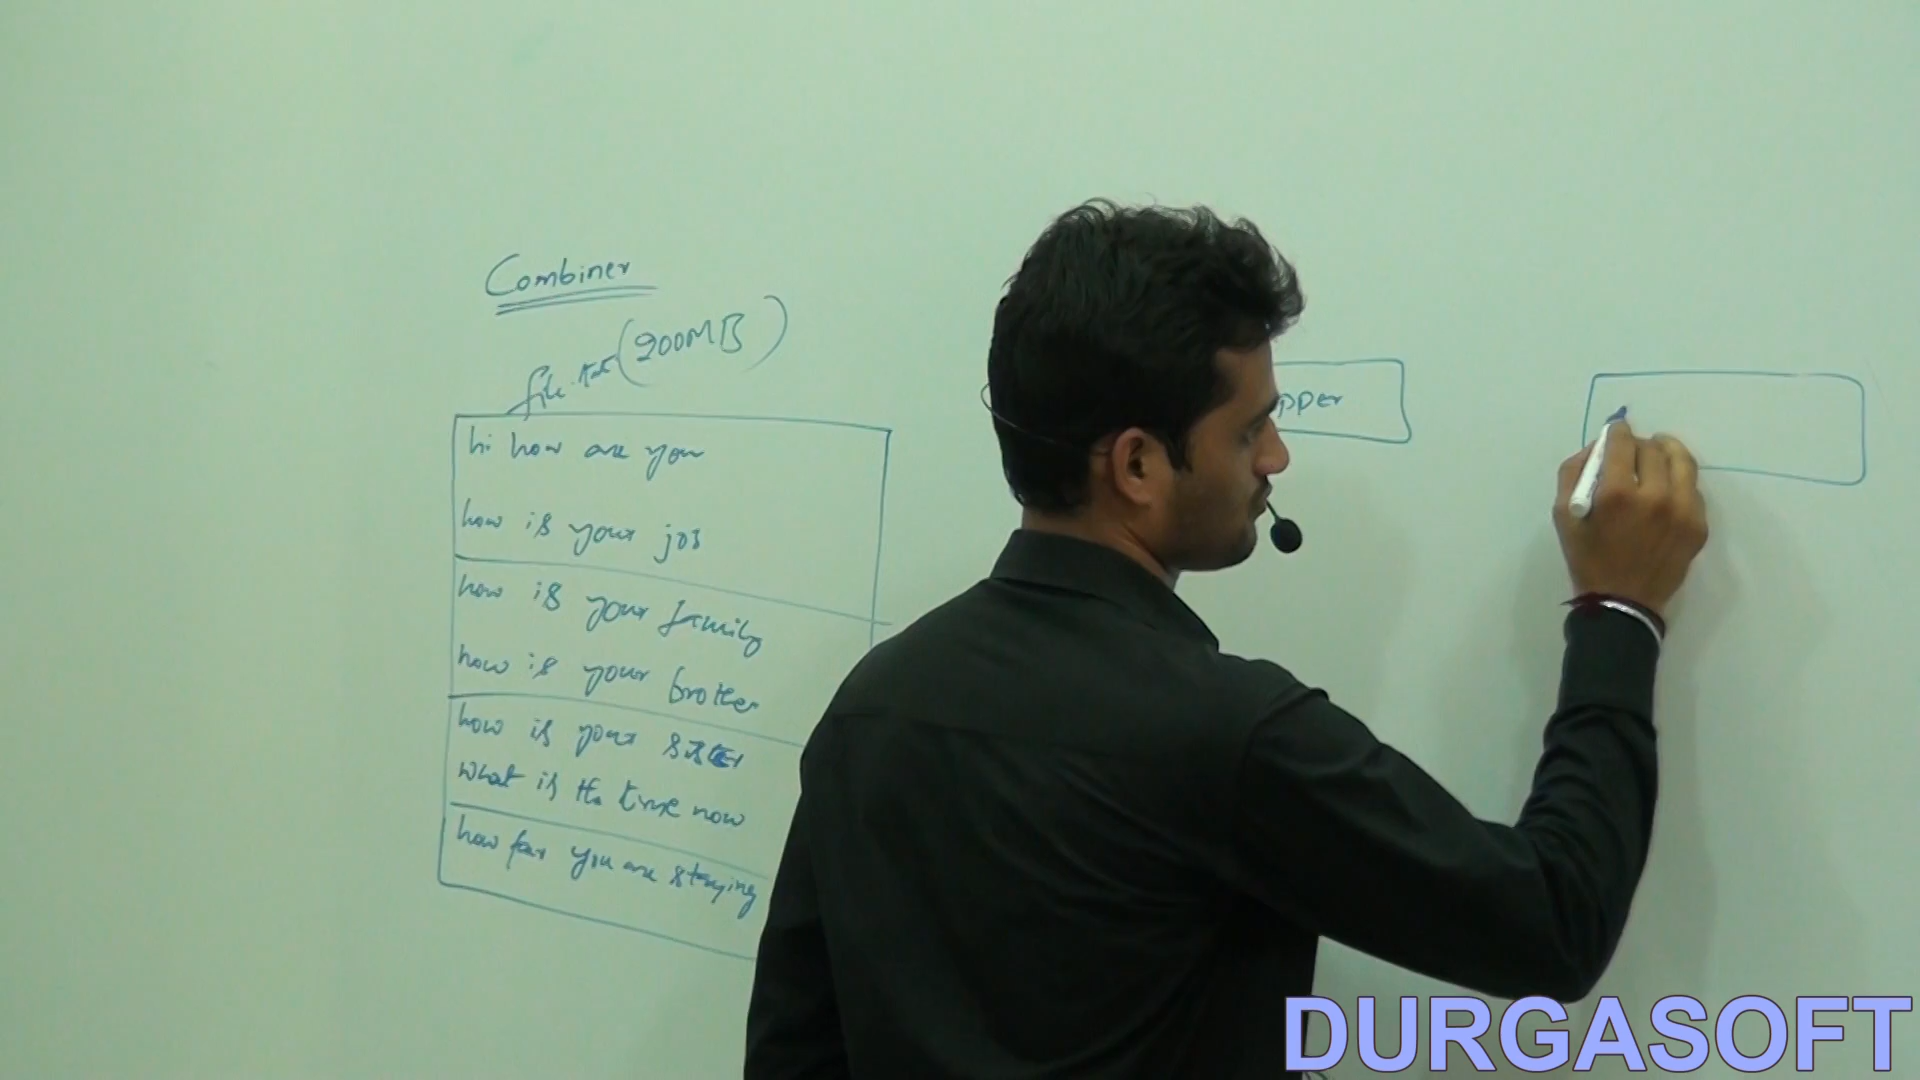 Combiner
file.txt (200MB)
hi how are you
how is your job
how is your family
how is your brother
how is your sister
what is the time now
how far you are staying
pper
DURGASOFT